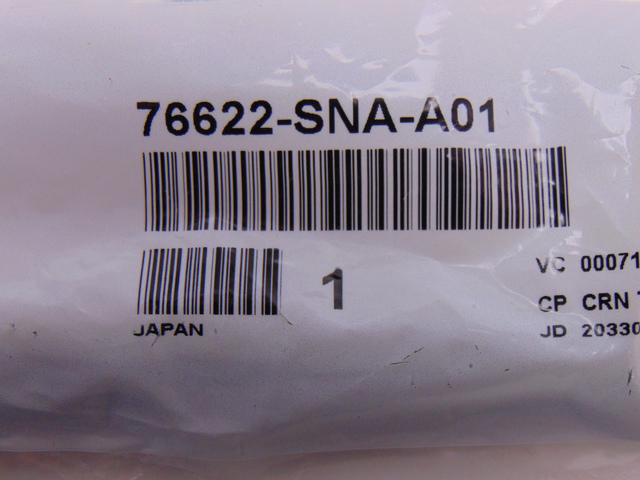 76622-SNA-A01
1
VC 00071
CP CRN
JAPAN
JD 20330